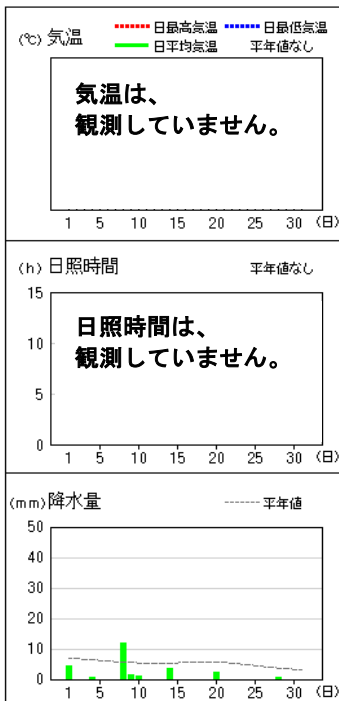 (℃) 気温 日最高気温 日最低気温
日平均気温 平年値なし
気温は、
観測していません。
1 5 10 15 20 25 30 (日)
(h) 日照時間 平年値なし
15
日照時間は、
10
観測していません。
5
0
1 5 10 15 20 25 30 (日)
(mm) 降水量 平年値
50
40
30
20
10
0
1 5 10 15 20 25 30 (日)